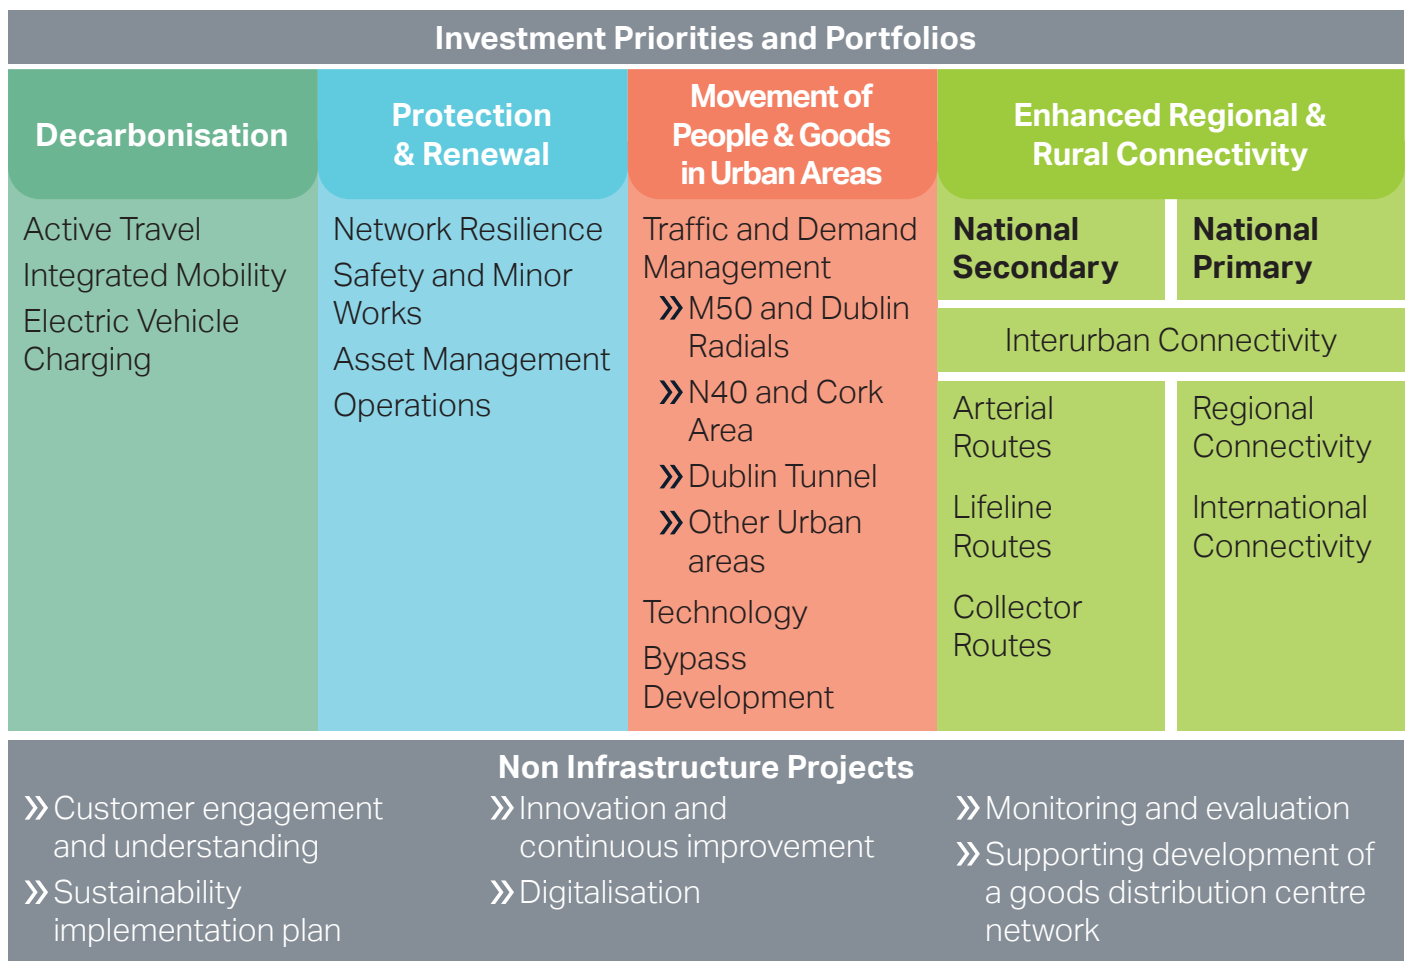 Investment Priorities and Portfolios
Decarbonisation
Active Travel
Integrated Mobility
Electric Vehicle
Charging
Protection
& Renewal
Network Resilience
Safety and Minor
Works
Asset Management
Operations
Movement of
People & Goods
in Urban Areas
Traffic and Demand
Management
» M50 and Dublin
Radials
» N40 and Cork
Area
» Dublin Tunnel
» Other Urban
areas
Technology
Bypass
Development
Enhanced Regional &
Rural Connectivity
National
Secondary
National
Primary
Interurban Connectivity
Arterial
Routes
Lifeline
Routes
Collector
Routes
Regional
Connectivity
International
Connectivity
Non Infrastructure Projects
» Customer engagement
and understanding
» Sustainability
implementation plan
» Innovation and
continuous improvement
» Digitalisation
» Monitoring and evaluation
» Supporting development of
a goods distribution centre
network